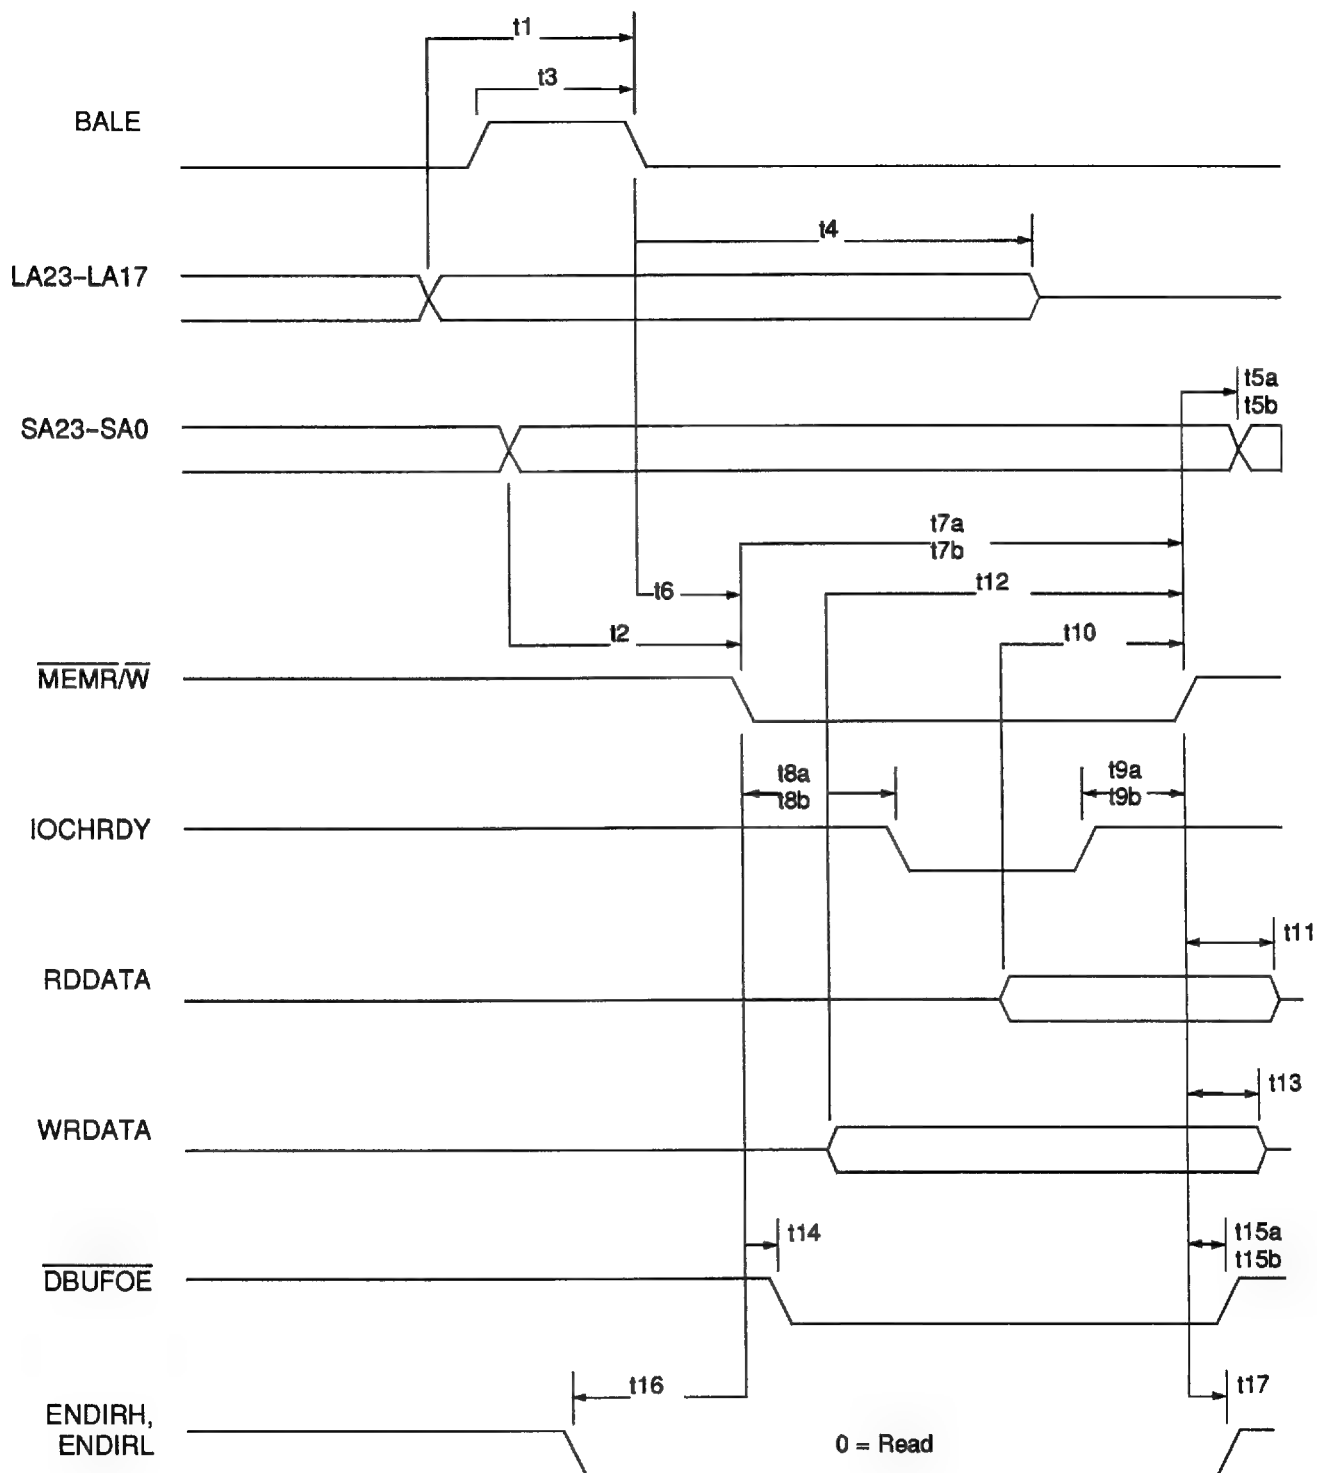 t1
t3
BALE
t4
LA23–LA17
t5a
t5b
SA23–SA0
t7a
t7b
t12
t6
t2
t10
MEMR/W
t8a
t8b
t9a
t9b
IOCHRDY
t11
RDDATA
t13
WRDATA
t14
t15a
t15b
DBUFOE
t16
t17
ENDIRH,
ENDIRL
0 = Read